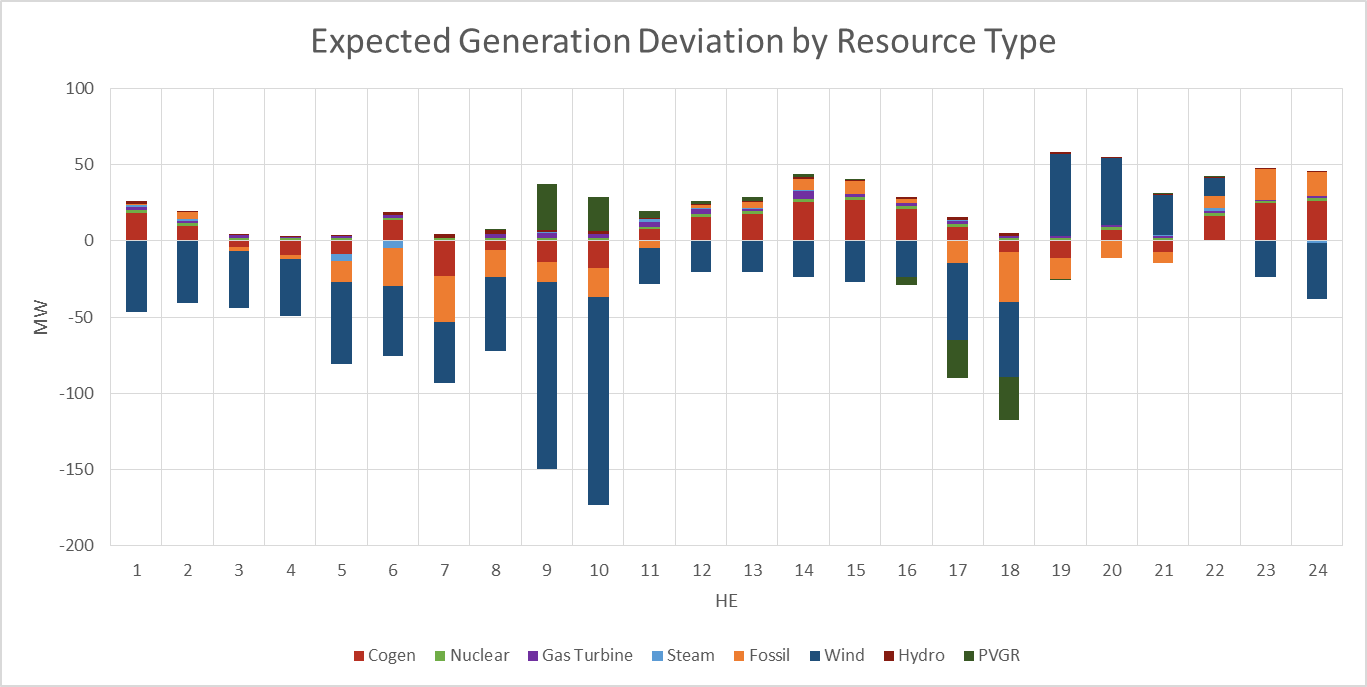 Expected Generation Deviation by Resource Type
100
50
0
-50
-100
-150
-200
MW
1 2 3 4 5 6 7 8 9 10 11 12 13 14 15 16 17 18 19 20 21 22 23 24
HE
Cogen Nuclear Gas Turbine Steam Fossil Wind Hydro PVGR